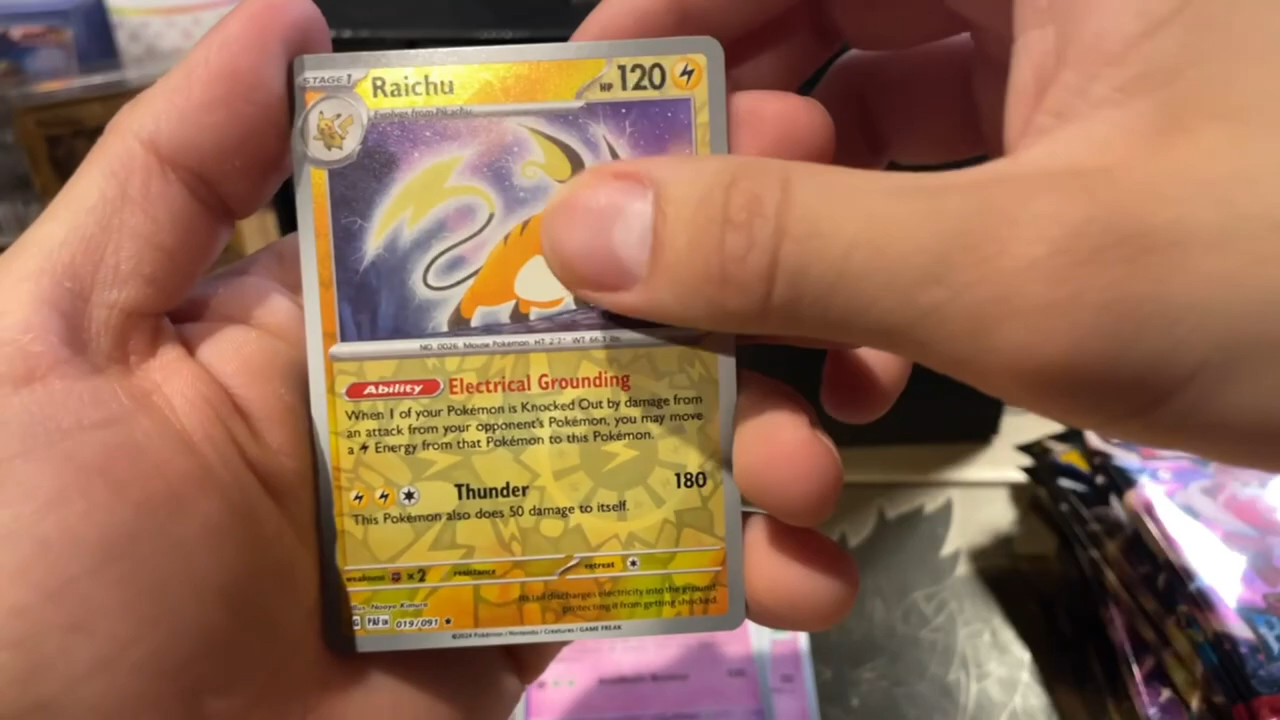 STAGE 1 Raichu HP 120
Evolves from Pikachu
NO. 0026 Mouse Pokémon HT: 2'7" WT: 66.1 lbs.
Ability Electrical Grounding
When 1 of your Pokémon is Knocked Out by damage from
an attack from your opponent's Pokémon, you may move
a Energy from that Pokémon to this Pokémon.
Thunder 180
This Pokémon also does 50 damage to itself.
weakness ×2 resistance retreat
Its tail discharges electricity into the ground,
protecting it from getting shocked.
Illus. Naoyo Kimura
G PAF EN 019/091
©2024 Pokémon / Nintendo / Creatures / GAME FREAK